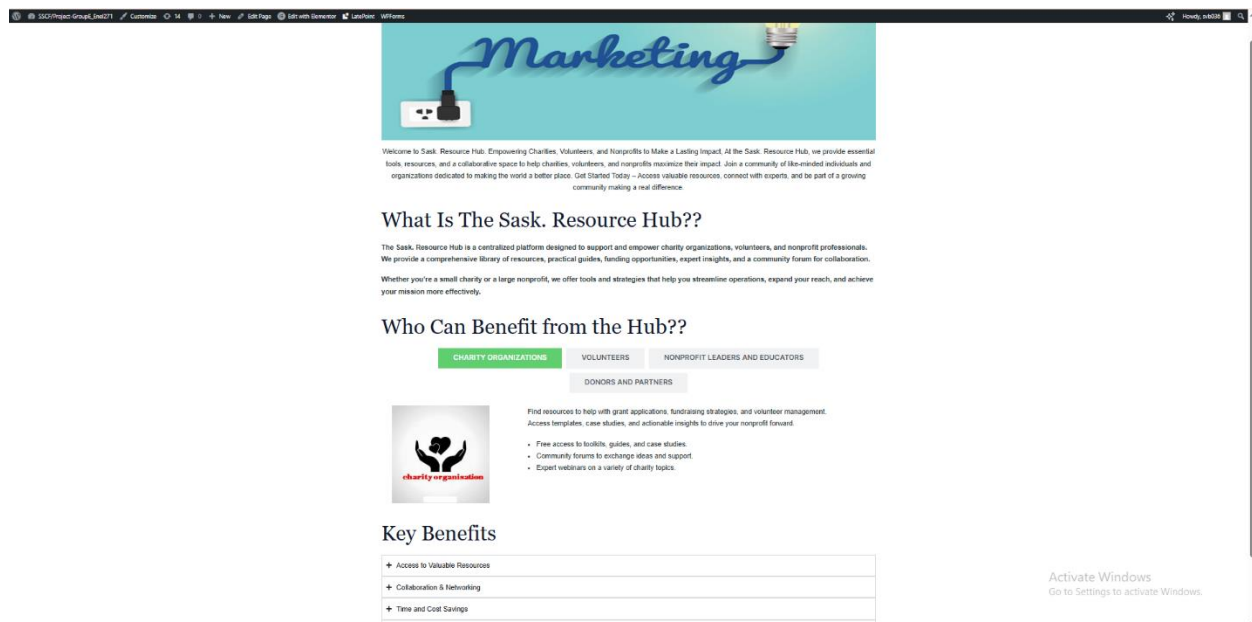 SSCF/Project-GroupE_Enol271 Customize 14 0 + New Edit Page Edit with Elementor LatePoint WPForms Howdy,
Marketing
Welcome to Sask. Resource Hub. Empowering Charities, Volunteers, and Nonprofits to Make a Lasting Impact, At the Sask. Resource Hub, we provide essential
tools, resources, and a collaborative space to help charities, volunteers, and nonprofits maximize their impact. Join a community of like-minded individuals and
organizations dedicated to making the world a better place. Get Started Today – Access valuable resources, connect with experts, and be part of a growing
community making a real difference.
What Is The Sask. Resource Hub??
The Sask. Resource Hub is a centralized platform designed to support and empower charity organizations, volunteers, and nonprofit professionals.
We provide a comprehensive library of resources, practical guides, funding opportunities, expert insights, and a community forum for collaboration.
Whether you're a small charity or a large nonprofit, we offer tools and strategies that help you streamline operations, expand your reach, and achieve
your mission more effectively.
Who Can Benefit from the Hub??
CHARITY ORGANIZATIONS VOLUNTEERS NONPROFIT LEADERS AND EDUCATORS
DONORS AND PARTNERS
Find resources to help with grant applications, fundraising strategies, and volunteer management.
Access templates, case studies, and actionable insights to drive your nonprofit forward.
• Free access to toolkits, guides, and case studies.
• Community forums to exchange ideas and support.
• Expert webinars on a variety of charity topics.
charity organisation
Key Benefits
+ Access to Valuable Resources
+ Collaboration & Networking
+ Time and Cost Savings
Activate Windows
Go to Settings to activate Windows.